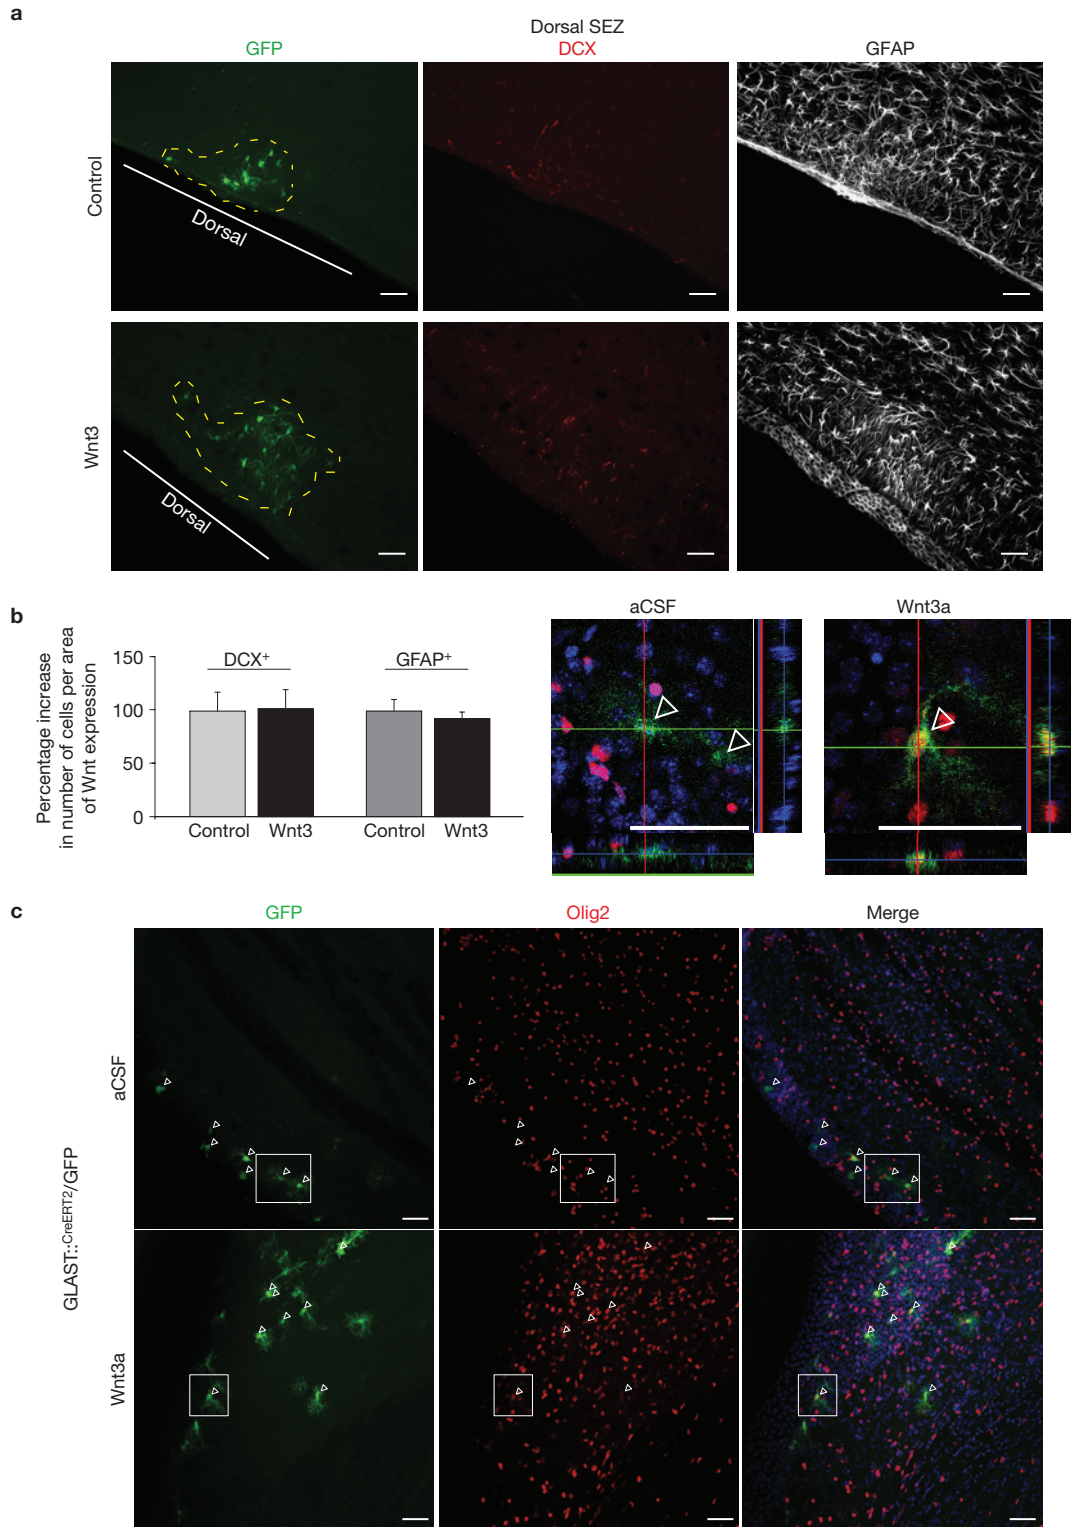 a
Dorsal SEZ
GFP
DCX
GFAP
Control
Dorsal
Wnt3
Dorsal
b
Percentage increase
in number of cells per area
of Wnt expression
150
100
50
0
DCX+
GFAP+
Control
Wnt3
Control
Wnt3
aCSF
Wnt3a
c
GFP
Olig2
Merge
GLAST::CreERT2/GFP
aCSF
Wnt3a